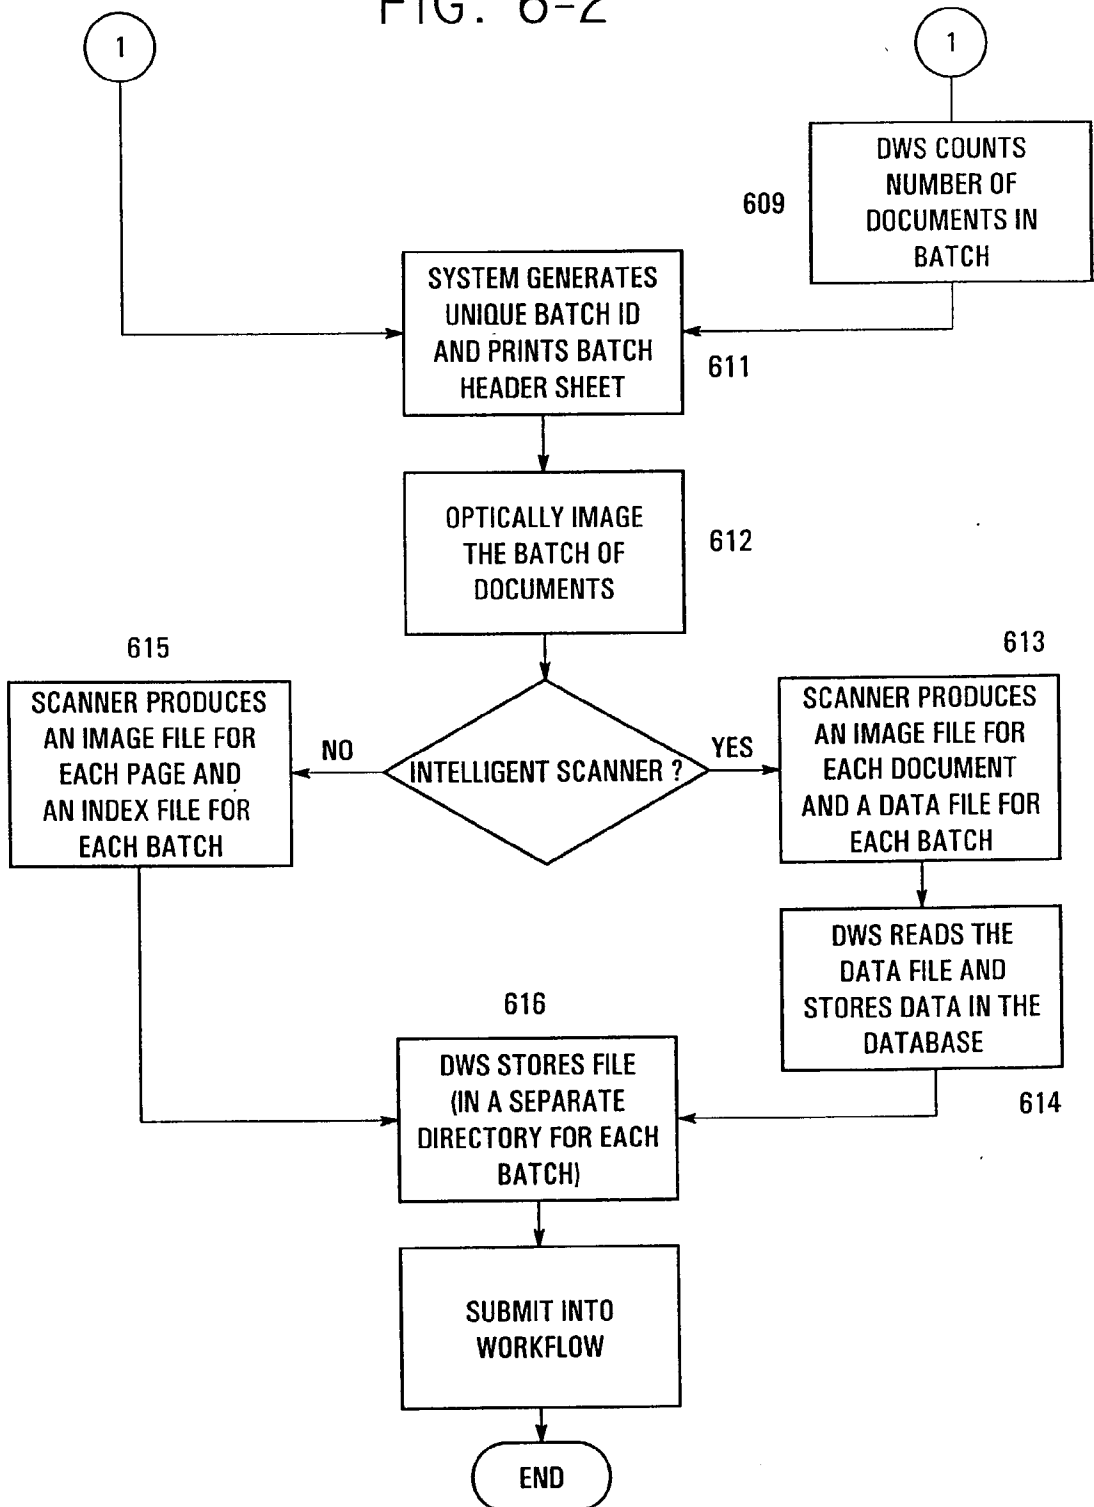 FIG. 6-2
1
1
DWS COUNTS
NUMBER OF
DOCUMENTS IN
BATCH
609
SYSTEM GENERATES
UNIQUE BATCH ID
AND PRINTS BATCH
HEADER SHEET
611
OPTICALLY IMAGE
THE BATCH OF
DOCUMENTS
612
615
SCANNER PRODUCES
AN IMAGE FILE FOR
EACH PAGE AND
AN INDEX FILE FOR
EACH BATCH
NO
INTELLIGENT SCANNER ?
YES
613
SCANNER PRODUCES
AN IMAGE FILE FOR
EACH DOCUMENT
AND A DATA FILE FOR
EACH BATCH
DWS READS THE
DATA FILE AND
STORES DATA IN THE
DATABASE
614
616
DWS STORES FILE
(IN A SEPARATE
DIRECTORY FOR EACH
BATCH)
SUBMIT INTO
WORKFLOW
END